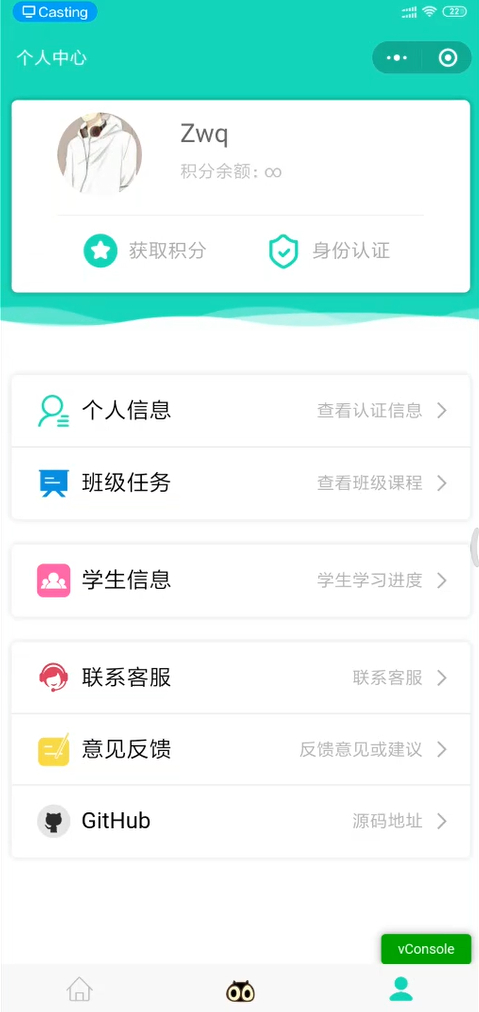 Casting
22
个人中心
Zwq
积分余额: ∞
获取积分
身份认证
个人信息
查看认证信息
班级任务
查看班级课程
学生信息
学生学习进度
联系客服
联系客服
意见反馈
反馈意见或建议
GitHub
源码地址
vConsole